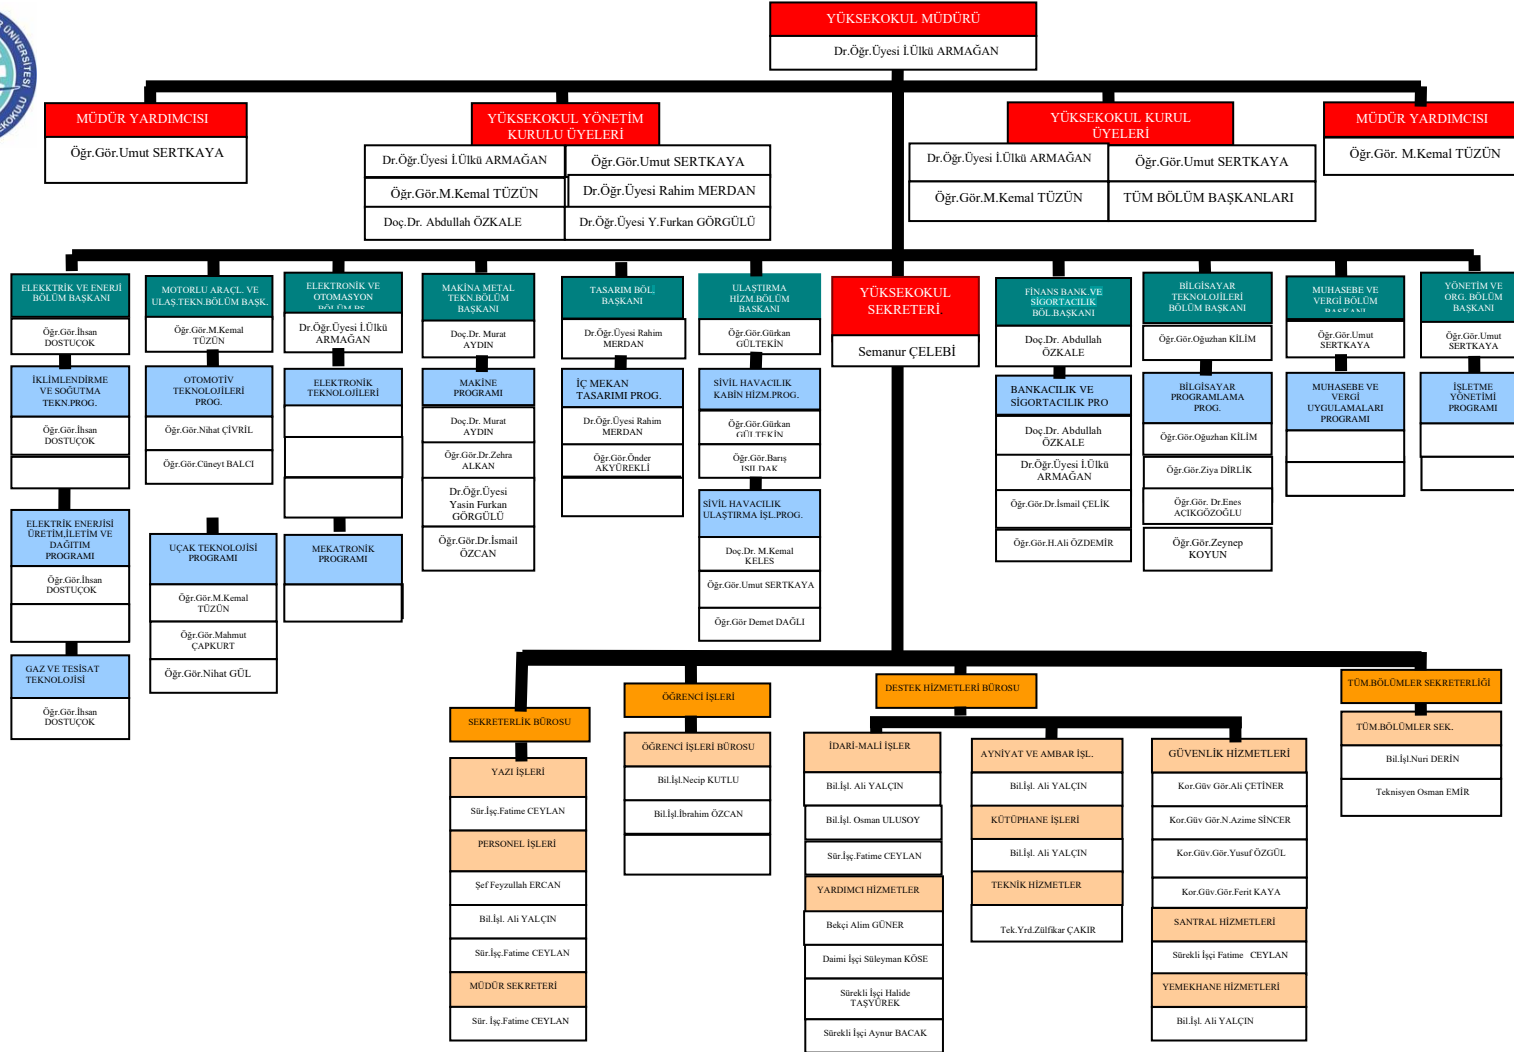 ÜNİVERSİTESİ
YÜKSEKOKUL MÜDÜRÜ
Dr.Öğr.Üyesi İ.Ülkü ARMAĞAN
MÜDÜR YARDIMCISI
Öğr.Gör.Umut SERTKAYA
YÜKSEKOKUL YÖNETİM
KURULU ÜYELERİ
Dr.Öğr.Üyesi İ.Ülkü ARMAĞAN
Öğr.Gör.Umut SERTKAYA
Öğr.Gör.M.Kemal TÜZÜN
Dr.Öğr.Üyesi Rahim MERDAN
Doç.Dr. Abdullah ÖZKALE
Dr.Öğr.Üyesi Y.Furkan GÖRGÜLÜ
YÜKSEKOKUL KURUL
ÜYELERİ
Dr.Öğr.Üyesi İ.Ülkü ARMAĞAN
Öğr.Gör.Umut SERTKAYA
Öğr.Gör.M.Kemal TÜZÜN
TÜM BÖLÜM BAŞKANLARI
MÜDÜR YARDIMCISI
Öğr.Gör. M.Kemal TÜZÜN
ELEKKTRİK VE ENERJİ
BÖLÜM BAŞKANI
Öğr.Gör.İhsan
DOSTUÇOK
İKLİMLENDİRME
VE SOĞUTMA
TEKN.PROG.
Öğr.Gör.İhsan
DOSTUÇOK
ELEKTRİK ENERJİSİ
ÜRETİM,İLETİM VE
DAĞITIM
PROGRAMI
Öğr.Gör.İhsan
DOSTUÇOK
GAZ VE TESİSAT
TEKNOLOJİSİ
Öğr.Gör.İhsan
DOSTUÇOK
MOTORLU ARAÇL. VE
ULAŞ.TEKN.BÖLÜM BAŞK.
Öğr.Gör.M.Kemal
TÜZÜN
OTOMOTİV
TEKNOLOJİLERİ
PROG.
Öğr.Gör.Nihat ÇİVRİL
Öğr.Gör.Cüneyt BALCI
UÇAK TEKNOLOJİSİ
PROGRAMI
Öğr.Gör.M.Kemal
TÜZÜN
Öğr.Gör.Mahmut
ÇAPKURT
Öğr.Gör.Nihat GÜL
ELEKTRONİK VE
OTOMASYON
BÖLÜM BŞ.
Dr.Öğr.Üyesi İ.Ülkü
ARMAĞAN
ELEKTRONİK
TEKNOLOJİLERİ
MEKATRONİK
PROGRAMI
MAKİNA METAL
TEKN.BÖLÜM
BAŞKANI
Doç.Dr. Murat
AYDIN
MAKİNE
PROGRAMI
Doç.Dr. Murat
AYDIN
Öğr.Gör.Dr.Zehra
ALKAN
Dr.Öğr.Üyesi
Yasin Furkan
GÖRGÜLÜ
Öğr.Gör.Dr.İsmail
ÖZCAN
TASARIM BÖL.
BAŞKANI
Dr.Öğr.Üyesi Rahim
MERDAN
İÇ MEKAN
TASARIMI PROG.
Dr.Öğr.Üyesi Rahim
MERDAN
Öğr.Gör.Önder
AKYÜREKLİ
ULAŞTIRMA
HİZM.BÖLÜM
BASKANI
Öğr.Gör.Gürkan
GÜLTEKİN
SİVİL HAVACILIK
KABİN HİZM.PROG.
Öğr.Gör.Gürkan
GÜLTEKİN
Öğr.Gör.Barış
IŞILDAK
SİVİL HAVACILIK
ULAŞTIRMA İŞL.PROG.
Doç.Dr. M.Kemal
KELES
Öğr.Gör.Umut SERTKAYA
Öğr.Gör Demet DAĞLI
YÜKSEKOKUL
SEKRETERİ
Semanur ÇELEBİ
FİNANS BANK.VE
SİGORTACILIK
BÖL.BAŞKANI
Doç.Dr. Abdullah
ÖZKALE
BANKACILIK VE
SİGORTACILIK PRO
Doç.Dr. Abdullah
ÖZKALE
Dr.Öğr.Üyesi İ.Ülkü
ARMAĞAN
Öğr.Gör.Dr.İsmail ÇELİK
Öğr.Gör.H.Ali ÖZDEMİR
BİLGİSAYAR
TEKNOLOJİLERİ
BÖLÜM BAŞKANI
Öğr.Gör.Oğuzhan KİLİM
BİLGİSAYAR
PROGRAMLAMA
PROG.
Öğr.Gör.Oğuzhan KİLİM
Öğr.Gör.Ziya DİRLİK
Öğr.Gör. Dr.Enes
AÇIKGÖZOĞLU
Öğr.Gör.Zeynep
KOYUN
MUHASEBE VE
VERGİ BÖLÜM
BAŞKANI
Öğr.Gör.Umut
SERTKAYA
MUHASEBE VE
VERGİ
UYGULAMALARI
PROGRAMI
YÖNETİM VE
ORG. BÖLÜM
BAŞKANI
Öğr.Gör.Umut
SERTKAYA
İŞLETME
YÖNETİMİ
PROGRAMI
SEKRETERLİK BÜROSU
YAZI İŞLERİ
Sür.İşç.Fatime CEYLAN
PERSONEL İŞLERİ
Şef Feyzullah ERCAN
Bil.İşl. Ali YALÇIN
Sür.İşç.Fatime CEYLAN
MÜDÜR SEKRETERİ
Sür. İşç.Fatime CEYLAN
ÖĞRENCİ İŞLERİ
ÖĞRENCİ İŞLERİ BÜROSU
Bil.İşl.Necip KUTLU
Bil.İşl.İbrahim ÖZCAN
DESTEK HİZMETLERİ BÜROSU
İDARİ-MALİ İŞLER
Bil.İşl. Ali YALÇIN
Bil.İşl. Osman ULUSOY
Sür.İşç.Fatime CEYLAN
YARDIMCI HİZMETLER
Bekçi Alim GÜNER
Daimi İşçi Süleyman KÖSE
Sürekli İşçi Halide
TAŞYÜREK
Sürekli İşçi Aynur BACAK
AYNİYAT VE AMBAR İŞL.
Bil.İşl. Ali YALÇIN
KÜTÜPHANE İŞLERİ
Bil.İşl. Ali YALÇIN
TEKNİK HİZMETLER
Tek.Yrd.Zülfikar ÇAKIR
GÜVENLİK HİZMETLERİ
Kor.Güv Gör.Ali ÇETİNER
Kor.Güv Gör.N.Azime SİNCER
Kor.Güv.Gör.Yusuf ÖZGÜL
Kor.Güv.Gör.Ferit KAYA
SANTRAL HİZMETLERİ
Sürekli İşçi Fatime CEYLAN
YEMEKHANE HİZMETLERİ
Bil.İşl. Ali YALÇIN
TÜM.BÖLÜMLER SEKRETERLİĞİ
TÜM.BÖLÜMLER SEK.
Bil.İşl.Nuri DERİN
Teknisyen Osman EMİR